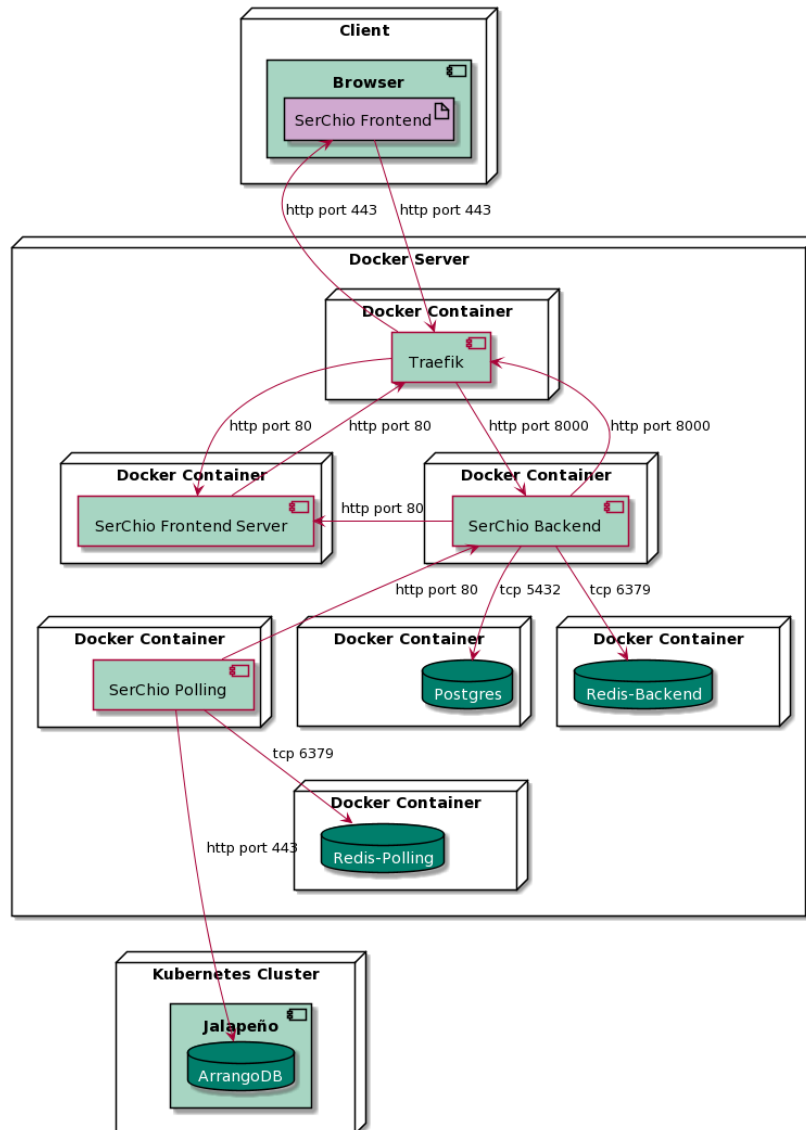 Client
Browser
SerChio Frontend
http port 443
http port 443
Docker Server
Docker Container
Traefik
http port 80
http port 80
http port 8000
http port 8000
Docker Container
Docker Container
SerChio Frontend Server
http port 80
SerChio Backend
http port 80
tcp 5432
tcp 6379
Docker Container
Docker Container
Docker Container
SerChio Polling
Postgres
Redis-Backend
tcp 6379
Docker Container
http port 443
Redis-Polling
Kubernetes Cluster
Jalapeño
ArrangoDB